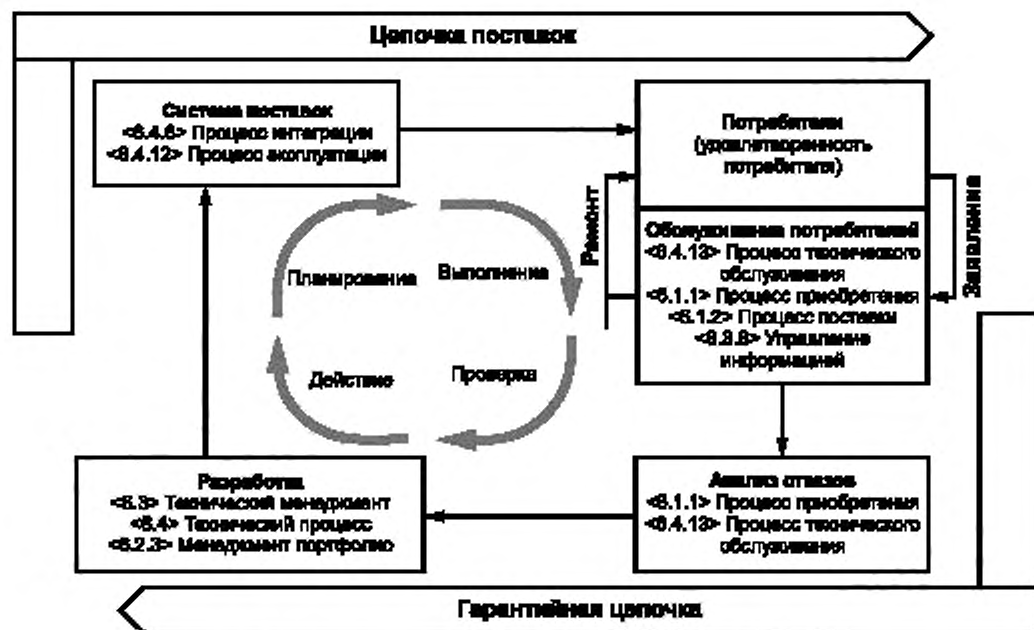 Цепочка поставок
Система поставок
<6.4.8> Процесс интеграции
<6.4.12> Процесс эксплуатации
Потребители
(удовлетворенность
потребителя)
Ремонт
Заявление
Обслуживание потребителей
<6.4.13> Процесс технического
обслуживания
<6.1.1> Процесс приобретения
<6.1.2> Процесс поставки
<6.3.6> Управление
информацией
Планирование
Выполнение
Действие
Проверка
Разработка
<6.3> Технический менеджмент
<6.4> Технический процесс
<6.2.3> Менеджмент портфолио
Анализ отказов
<6.1.1> Процесс приобретения
<6.4.13> Процесс технического
обслуживания
Гарантийная цепочка